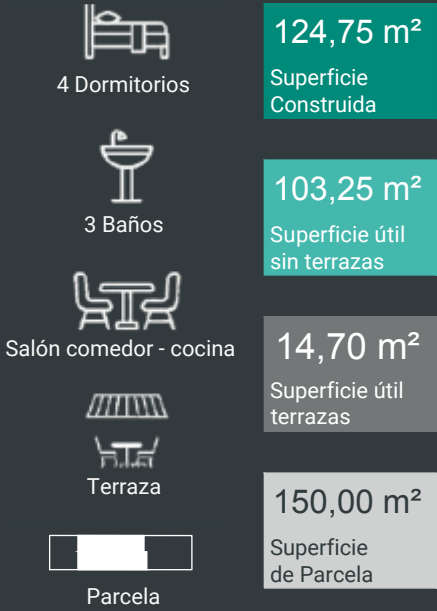 4 Dormitorios
3 Baños
Salón comedor - cocina
Terraza
Parcela
124,75 m²
Superficie
Construida
103,25 m²
Superficie útil
sin terrazas
14,70 m²
Superficie útil
terrazas
150,00 m²
Superficie
de Parcela